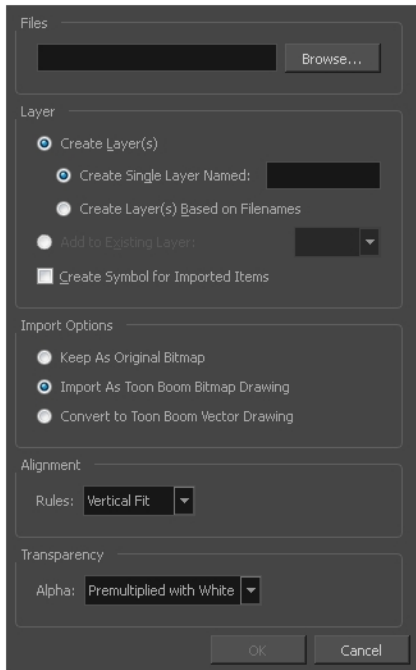 Files
Browse...
Layer
Create Layer(s)
Create Single Layer Named:
Create Layer(s) Based on Filenames
Add to Existing Layer:
Create Symbol for Imported Items
Import Options
Keep As Original Bitmap
Import As Toon Boom Bitmap Drawing
Convert to Toon Boom Vector Drawing
Alignment
Rules: Vertical Fit
Transparency
Alpha: Premultiplied with White
OK Cancel